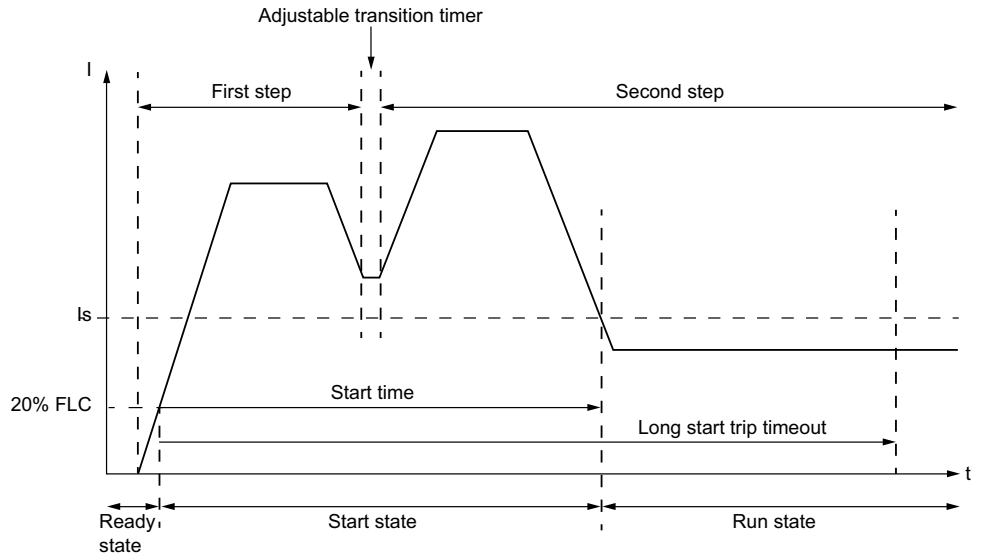 Adjustable transition timer
I
First step
Second step
Is
20% FLC
Start time
Long start trip timeout
t
Ready
state
Start state
Run state